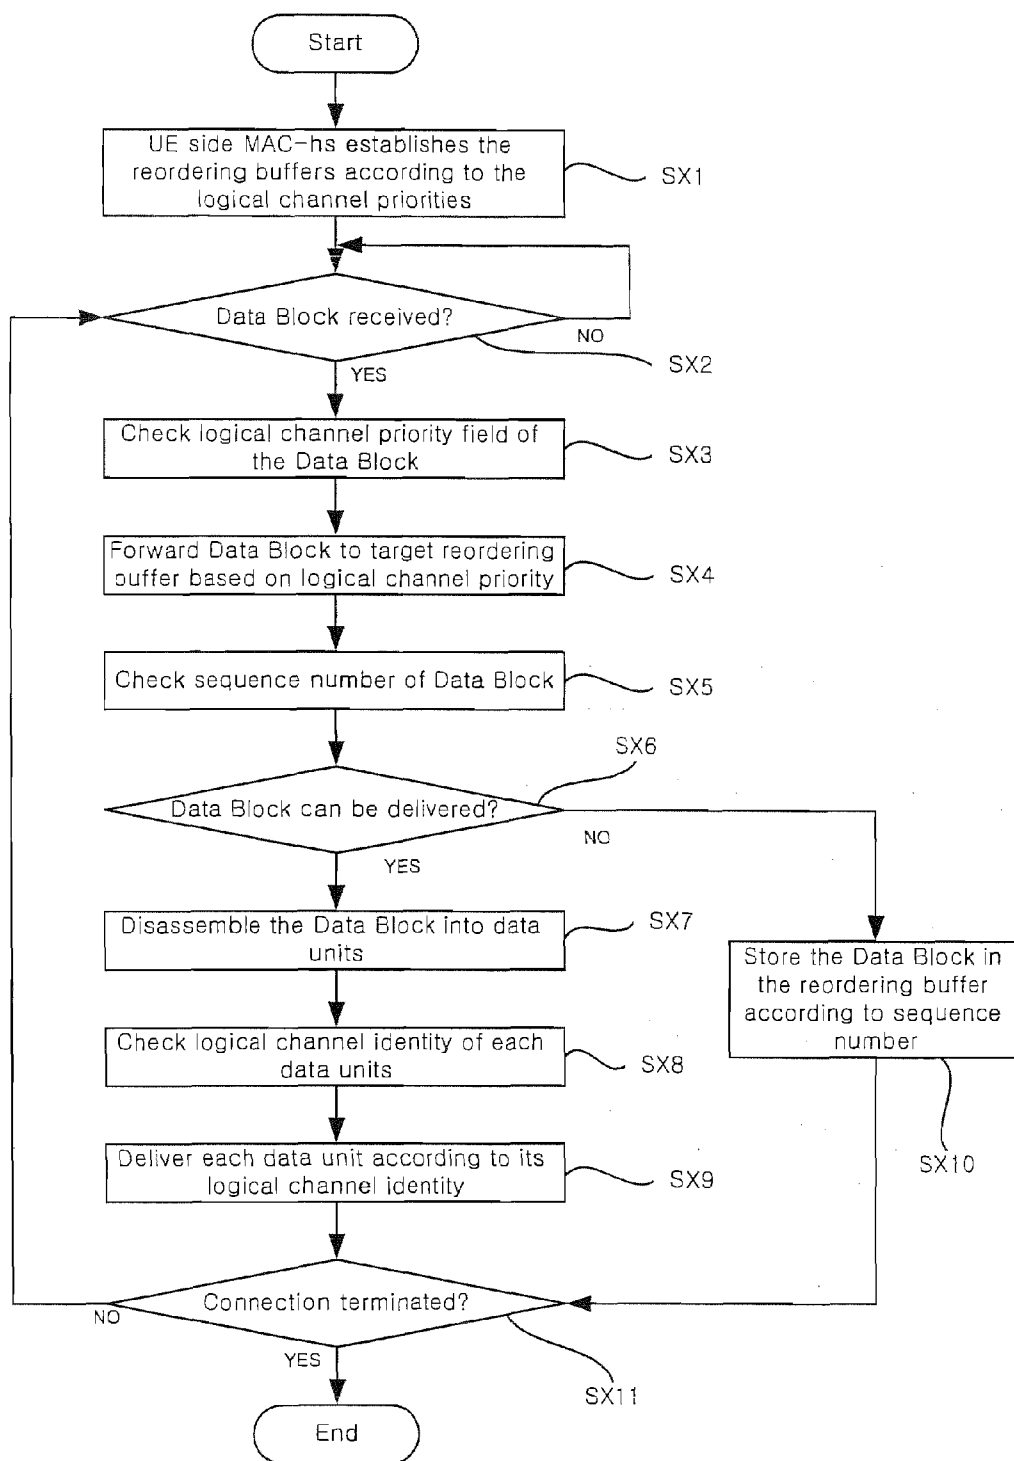 Start
UE side MAC-hs establishes the
reordering buffers according to the
logical channel priorities
SX1
Data Block received?
NO
SX2
YES
Check logical channel priority field of
the Data Block
SX3
Forward Data Block to target reordering
buffer based on logical channel priority
SX4
Check sequence number of Data Block
SX5
SX6
Data Block can be delivered?
NO
YES
Disassemble the Data Block into data
units
SX7
Store the Data Block in
the reordering buffer
according to sequence
number
Check logical channel identity of each
data units
SX8
SX10
Deliver each data unit according to its
logical channel identity
SX9
Connection terminated?
NO
YES
SX11
End